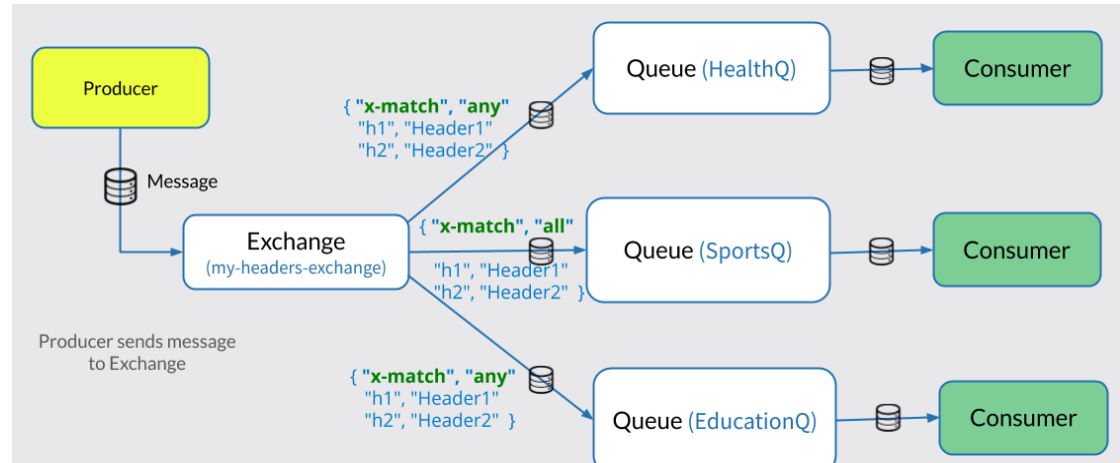 Producer
Message
Exchange
(my-headers-exchange)
Producer sends message
to Exchange
{ "x-match", "any"
"h1", "Header1"
"h2", "Header2" }
Queue (HealthQ)
Consumer
{ "x-match", "all"
"h1", "Header1"
"h2", "Header2" }
Queue (SportsQ)
Consumer
{ "x-match", "any"
"h1", "Header1"
"h2", "Header2" }
Queue (EducationQ)
Consumer